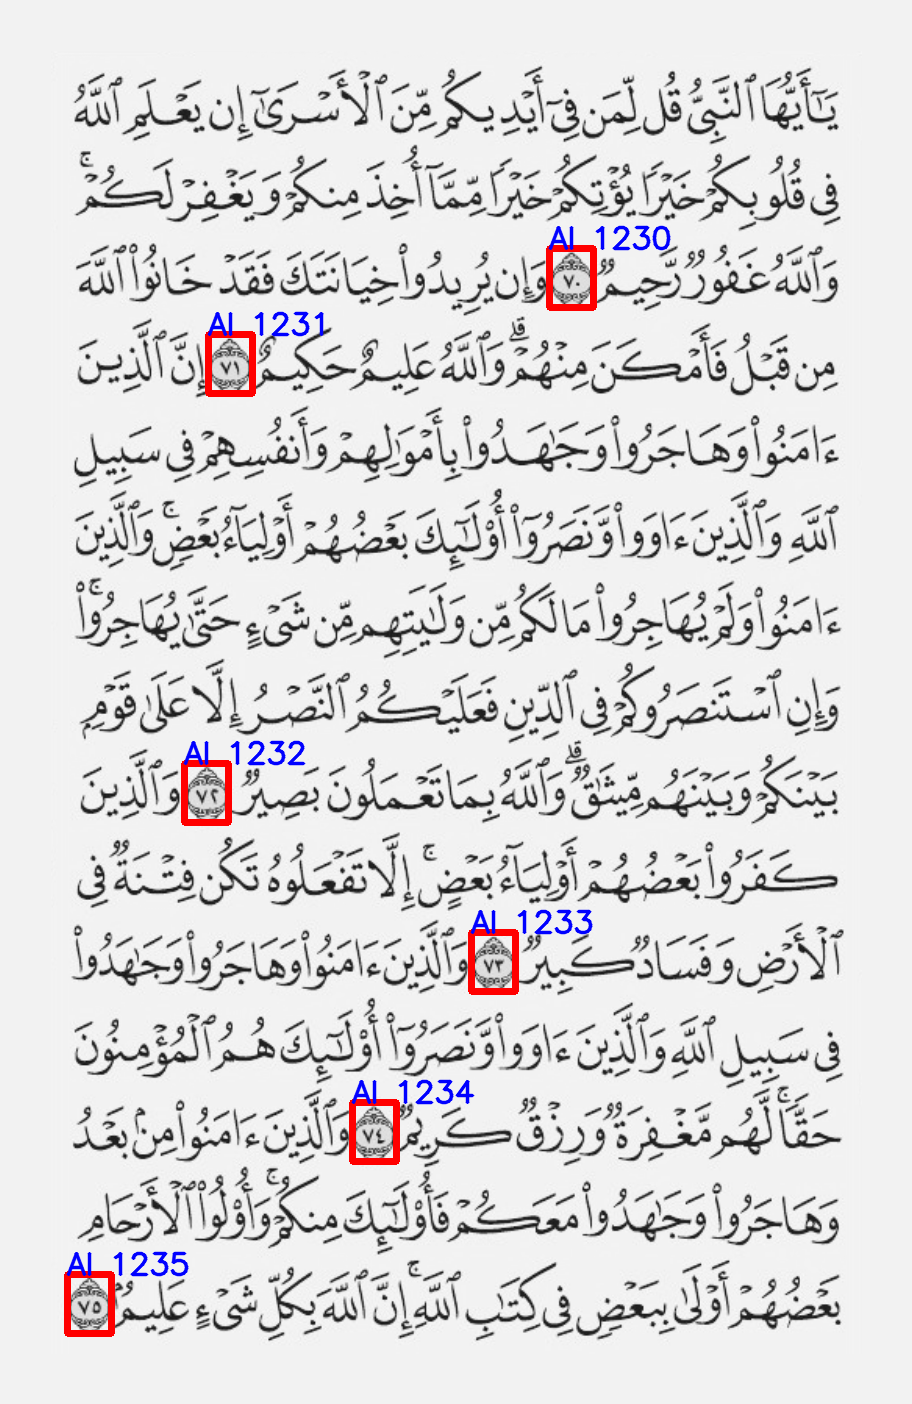 يَـٰٓأَيُّهَا ٱلنَّبِىُّ قُل لِّمَن فِىٓ أَيْدِيكُم مِّنَ ٱلْأَسْرَىٰٓ إِن يَعْلَمِ ٱللَّهُ
فِى قُلُوبِكُمْ خَيْرًا يُؤْتِكُمْ خَيْرًا مِّمَّآ أُخِذَ مِنكُمْ وَيَغْفِرْ لَكُمْ ۚ
AI 1230
وَٱللَّهُ غَفُورٌ رَّحِيمٌ ٧٠ وَإِن يُرِيدُوا۟ خِيَانَتَكَ فَقَدْ خَانُوا۟ ٱللَّهَ
AI 1231
مِن قَبْلُ فَأَمْكَنَ مِنْهُمْ ۗ وَٱللَّهُ عَلِيمٌ حَكِيمٌ ٧١ إِنَّ ٱلَّذِينَ
ءَامَنُوا۟ وَهَاجَرُوا۟ وَجَـٰهَدُوا۟ بِأَمْوَٰلِهِمْ وَأَنفُسِهِمْ فِى سَبِيلِ
ٱللَّهِ وَٱلَّذِينَ ءَاوَوا۟ وَّنَصَرُوٓا۟ أُو۟لَـٰٓئِكَ بَعْضُهُمْ أَوْلِيَآءُ بَعْضٍ ۚ وَٱلَّذِينَ
ءَامَنُوا۟ وَلَمْ يُهَاجِرُوا۟ مَا لَكُم مِّن وَلَـٰيَتِهِم مِّن شَىْءٍ حَتَّىٰ يُهَاجِرُوا۟ ۚ
وَإِنِ ٱسْتَنصَرُوكُمْ فِى ٱلدِّينِ فَعَلَيْكُمُ ٱلنَّصْرُ إِلَّا عَلَىٰ قَوْمٍۭ
AI 1232
بَيْنَكُمْ وَبَيْنَهُم مِّيثَـٰقٌ ۗ وَٱللَّهُ بِمَا تَعْمَلُونَ بَصِيرٌ ٧٢ وَٱلَّذِينَ
كَفَرُوا۟ بَعْضُهُمْ أَوْلِيَآءُ بَعْضٍ ۚ إِلَّا تَفْعَلُوهُ تَكُن فِتْنَةٌ فِى
AI 1233
ٱلْأَرْضِ وَفَسَادٌ كَبِيرٌ ٧٣ وَٱلَّذِينَ ءَامَنُوا۟ وَهَاجَرُوا۟ وَجَـٰهَدُوا۟
فِى سَبِيلِ ٱللَّهِ وَٱلَّذِينَ ءَاوَوا۟ وَّنَصَرُوٓا۟ أُو۟لَـٰٓئِكَ هُمُ ٱلْمُؤْمِنُونَ
AI 1234
حَقًّا ۚ لَّهُم مَّغْفِرَةٌ وَرِزْقٌ كَرِيمٌ ٧٤ وَٱلَّذِينَ ءَامَنُوا۟ مِنۢ بَعْدُ
وَهَاجَرُوا۟ وَجَـٰهَدُوا۟ مَعَكُمْ فَأُو۟لَـٰٓئِكَ مِنكُمْ ۚ وَأُو۟لُوا۟ ٱلْأَرْحَامِ
AI 1235
بَعْضُهُمْ أَوْلَىٰ بِبَعْضٍ فِى كِتَـٰبِ ٱللَّهِ ۚ إِنَّ ٱللَّهَ بِكُلِّ شَىْءٍ عَلِيمٌۢ ٧٥